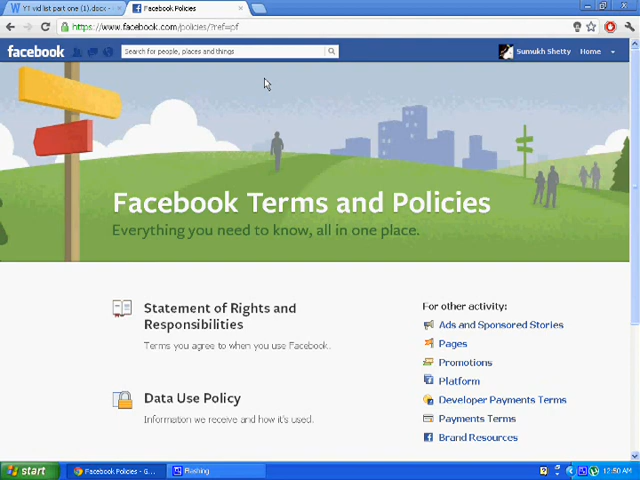 YT vid list part one (1).docx -
Facebook Policies
https://www.facebook.com/policies/?ref=pf
facebook
Search for people, places and things
Sumukh Shetty
Home
Facebook Terms and Policies
Everything you need to know, all in one place.
Statement of Rights and
Responsibilities
Terms you agree to when you use Facebook.
Data Use Policy
Information we receive and how it's used.
For other activity:
Ads and Sponsored Stories
Pages
Promotions
Platform
Developer Payments Terms
Payments Terms
Brand Resources
start
Facebook Policies - G...
Flashing
12:50 AM